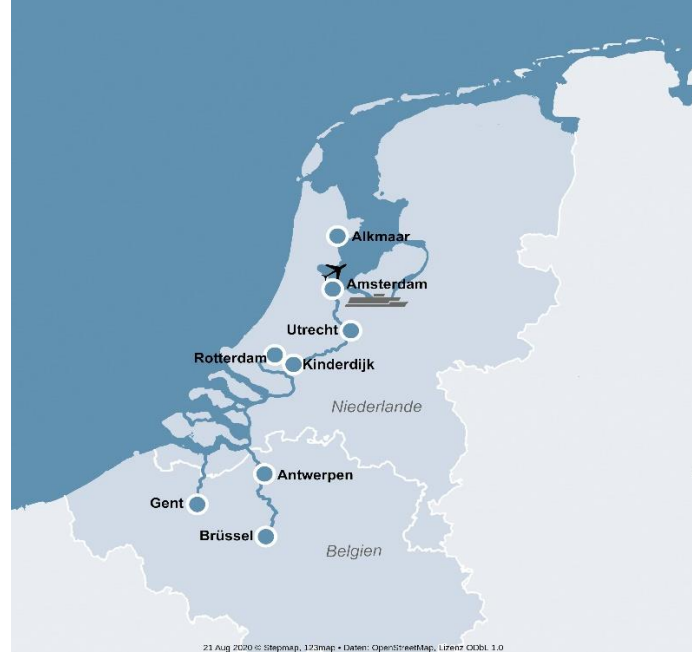 Alkmaar
Amsterdam
Utrecht
Rotterdam
Kinderdijk
Niederlande
Antwerpen
Gent
Brüssel
Belgien
21 Aug 2020 © Stepmap, 123map • Daten: OpenStreetMap, Lizenz ODbL 1.0